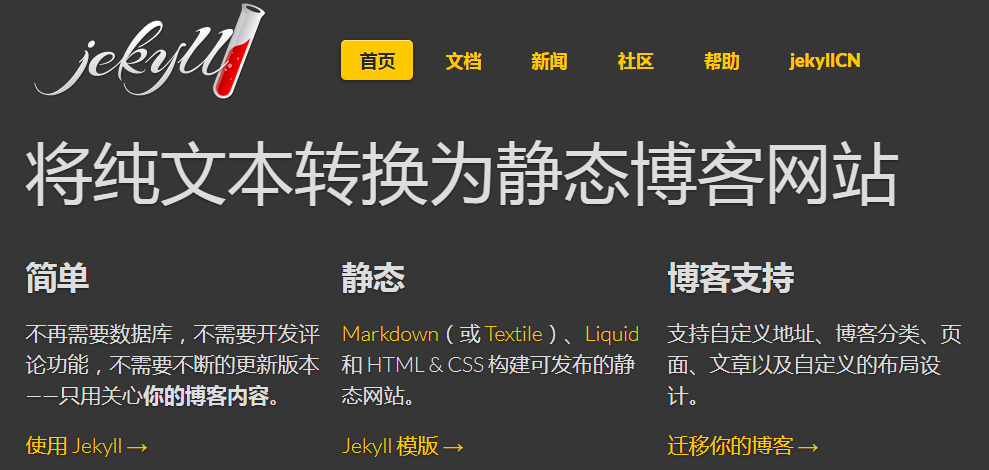 jekyll
首页 文档 新闻 社区 帮助 jekyllCN
将纯文本转换为静态博客网站
简单
不再需要数据库，不需要开发评
论功能，不需要不断的更新版本
——只用关心你的博客内容。
使用 Jekyll →
静态
Markdown（或 Textile）、Liquid
和 HTML & CSS 构建可发布的静
态网站。
Jekyll 模版 →
博客支持
支持自定义地址、博客分类、页
面、文章以及自定义的布局设
计。
迁移你的博客 →